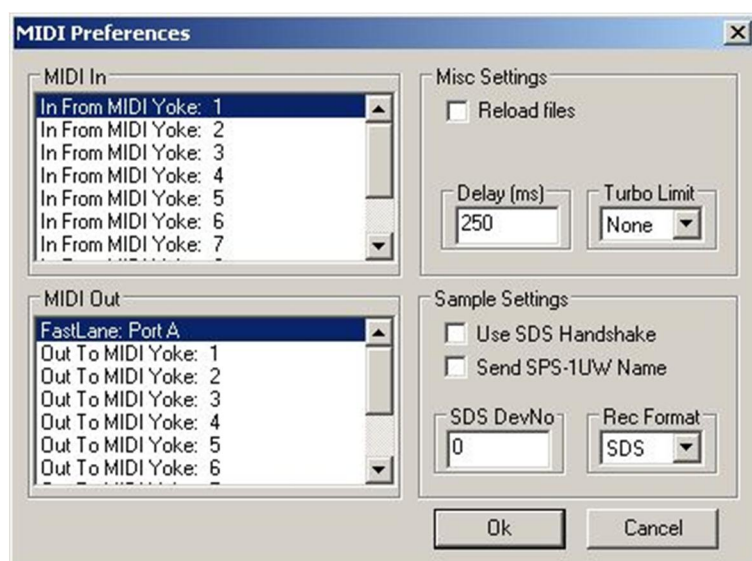 MIDI Preferences
MIDI In
In From MIDI Yoke: 1
In From MIDI Yoke: 2
In From MIDI Yoke: 3
In From MIDI Yoke: 4
In From MIDI Yoke: 5
In From MIDI Yoke: 6
In From MIDI Yoke: 7
Misc Settings
Reload files
Delay (ms)
250
Turbo Limit
None
MIDI Out
FastLane: Port A
Out To MIDI Yoke: 1
Out To MIDI Yoke: 2
Out To MIDI Yoke: 3
Out To MIDI Yoke: 4
Out To MIDI Yoke: 5
Out To MIDI Yoke: 6
Sample Settings
Use SDS Handshake
Send SPS-1UW Name
SDS DevNo
0
Rec Format
SDS
Ok
Cancel